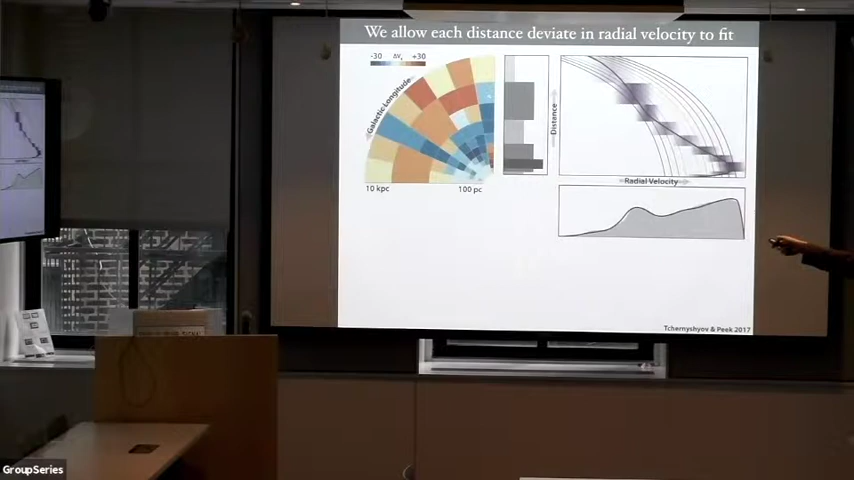 We allow each distance deviate in radial velocity to fit
-30 ΔVr +30
Galactic Longitude
10 kpc
100 pc
Distance
Radial Velocity
Tchernyshyov & Peek 2017
GroupSeries